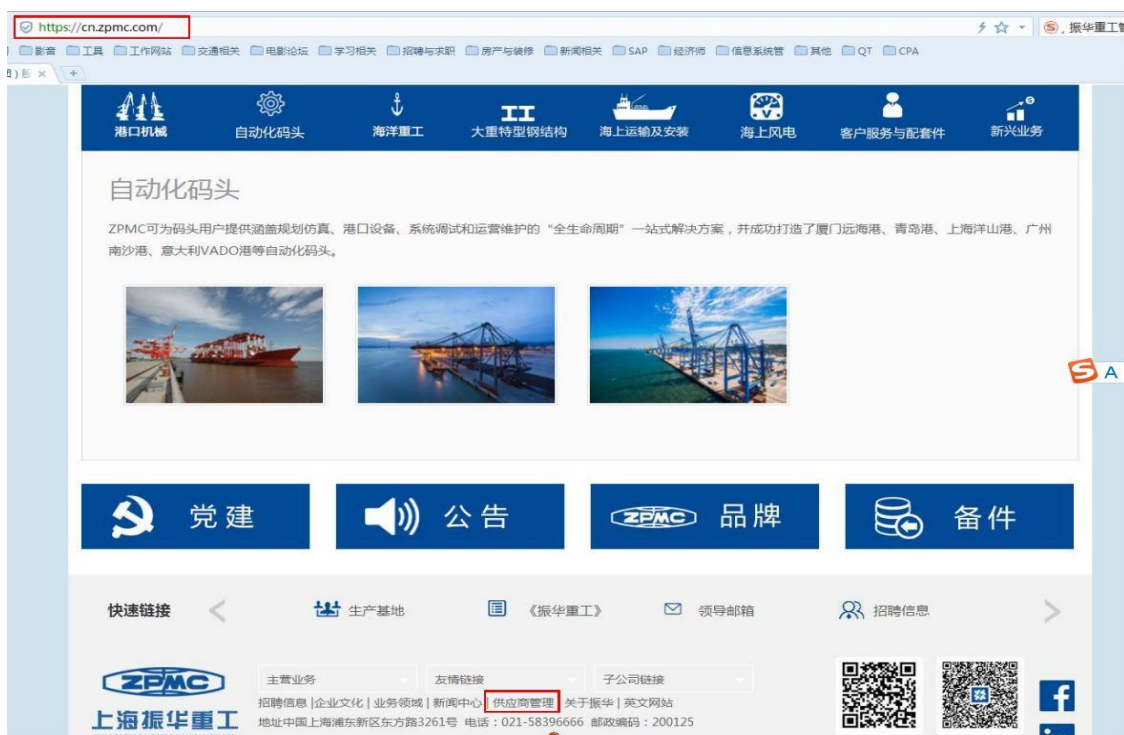 https://cn.zpmc.com/
振华重工
影音 工具 工作网站 交通相关 电影论坛 学习相关 招聘与求职 房产与装修 新闻相关 SAP 经济师 信息系统管 其他 QT CPA
港口机械 自动化码头 海洋重工 大重特型钢结构 海上运输及安装 海上风电 客户服务与配套件 新兴业务
自动化码头
ZPMC可为码头用户提供涵盖规划仿真、港口设备、系统调试和运营维护的“全生命周期”一站式解决方案，并成功打造了厦门远海港、青岛港、上海洋山港、广州
南沙港、意大利VADO港等自动化码头。
S A
党建 公告 ZPMC 品牌 备件
快速链接 生产基地 《振华重工》 领导邮箱 招聘信息
ZPMC 主营业务 友情链接 子公司链接
招聘信息|企业文化|业务领域|新闻中心|供应商管理|关于振华|英文网站
上海振华重工 地址中国上海浦东新区东方路3261号 电话：021-58396666 邮政编码：200125